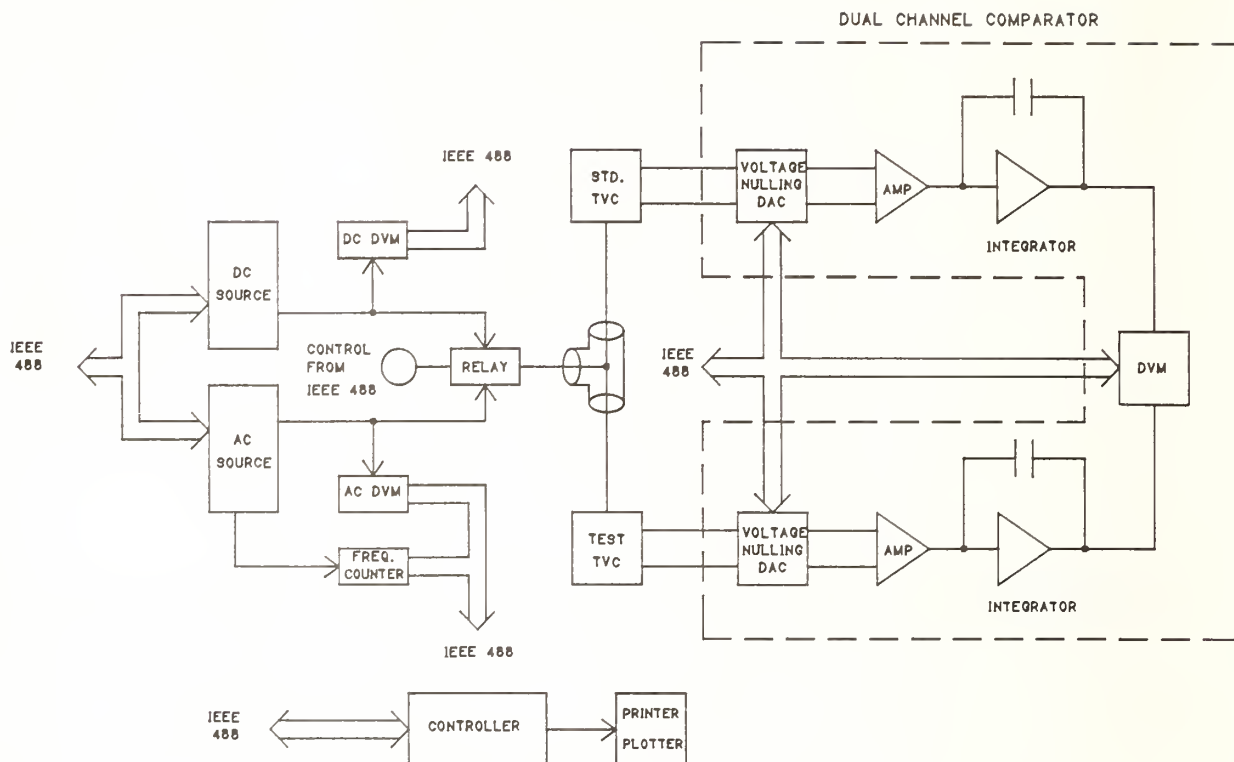 DUAL CHANNEL COMPARATOR
IEEE 488
STD.
TVC
VOLTAGE
NULLING
DAC
AMP
INTEGRATOR
DC DVM
DC
SOURCE
IEEE
488
CONTROL
FROM
IEEE 488
RELAY
IEEE
488
DVM
AC
SOURCE
AC DVM
FREQ.
COUNTER
TEST
TVC
VOLTAGE
NULLING
DAC
AMP
INTEGRATOR
IEEE 488
IEEE
488
CONTROLLER
PRINTER
PLOTTER